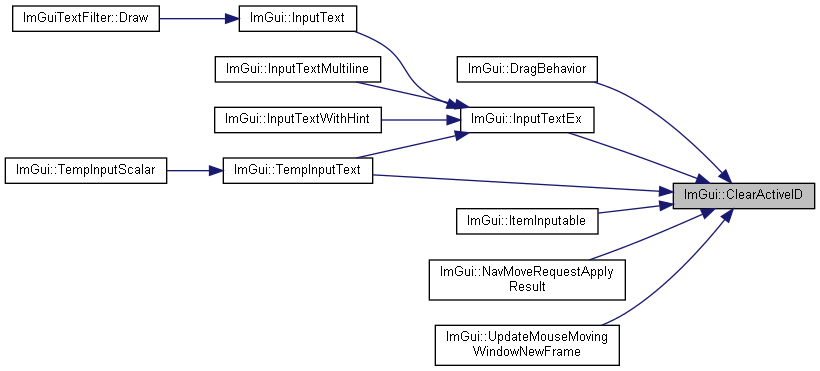 ImGuiTextFilter::Draw
ImGui::InputText
ImGui::InputTextMultiline
ImGui::DragBehavior
ImGui::InputTextWithHint
ImGui::InputTextEx
ImGui::TempInputScalar
ImGui::TempInputText
ImGui::ClearActiveID
ImGui::ItemInputable
ImGui::NavMoveRequestApply
Result
ImGui::UpdateMouseMoving
WindowNewFrame